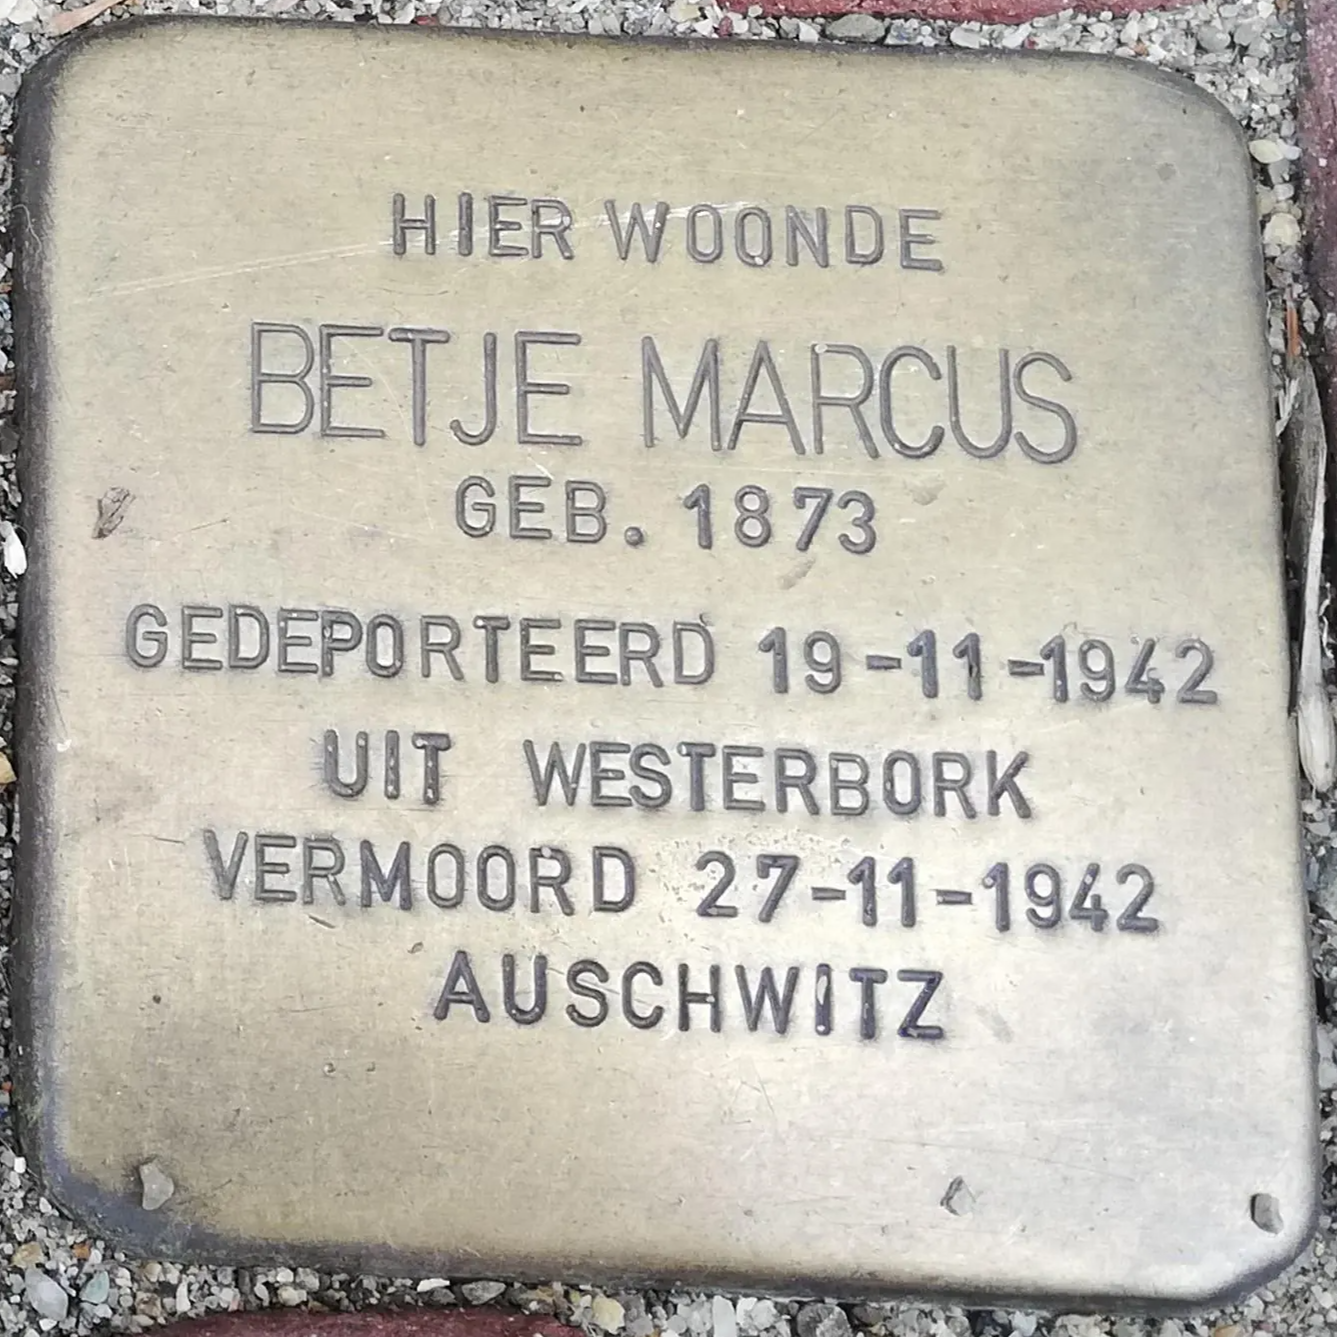 HIER WOONDE
BETJE MARCUS
GEB. 1873
GEDEPORTEERD 19-11-1942
UIT WESTERBORK
VERMOORD 27-11-1942
AUSCHWITZ